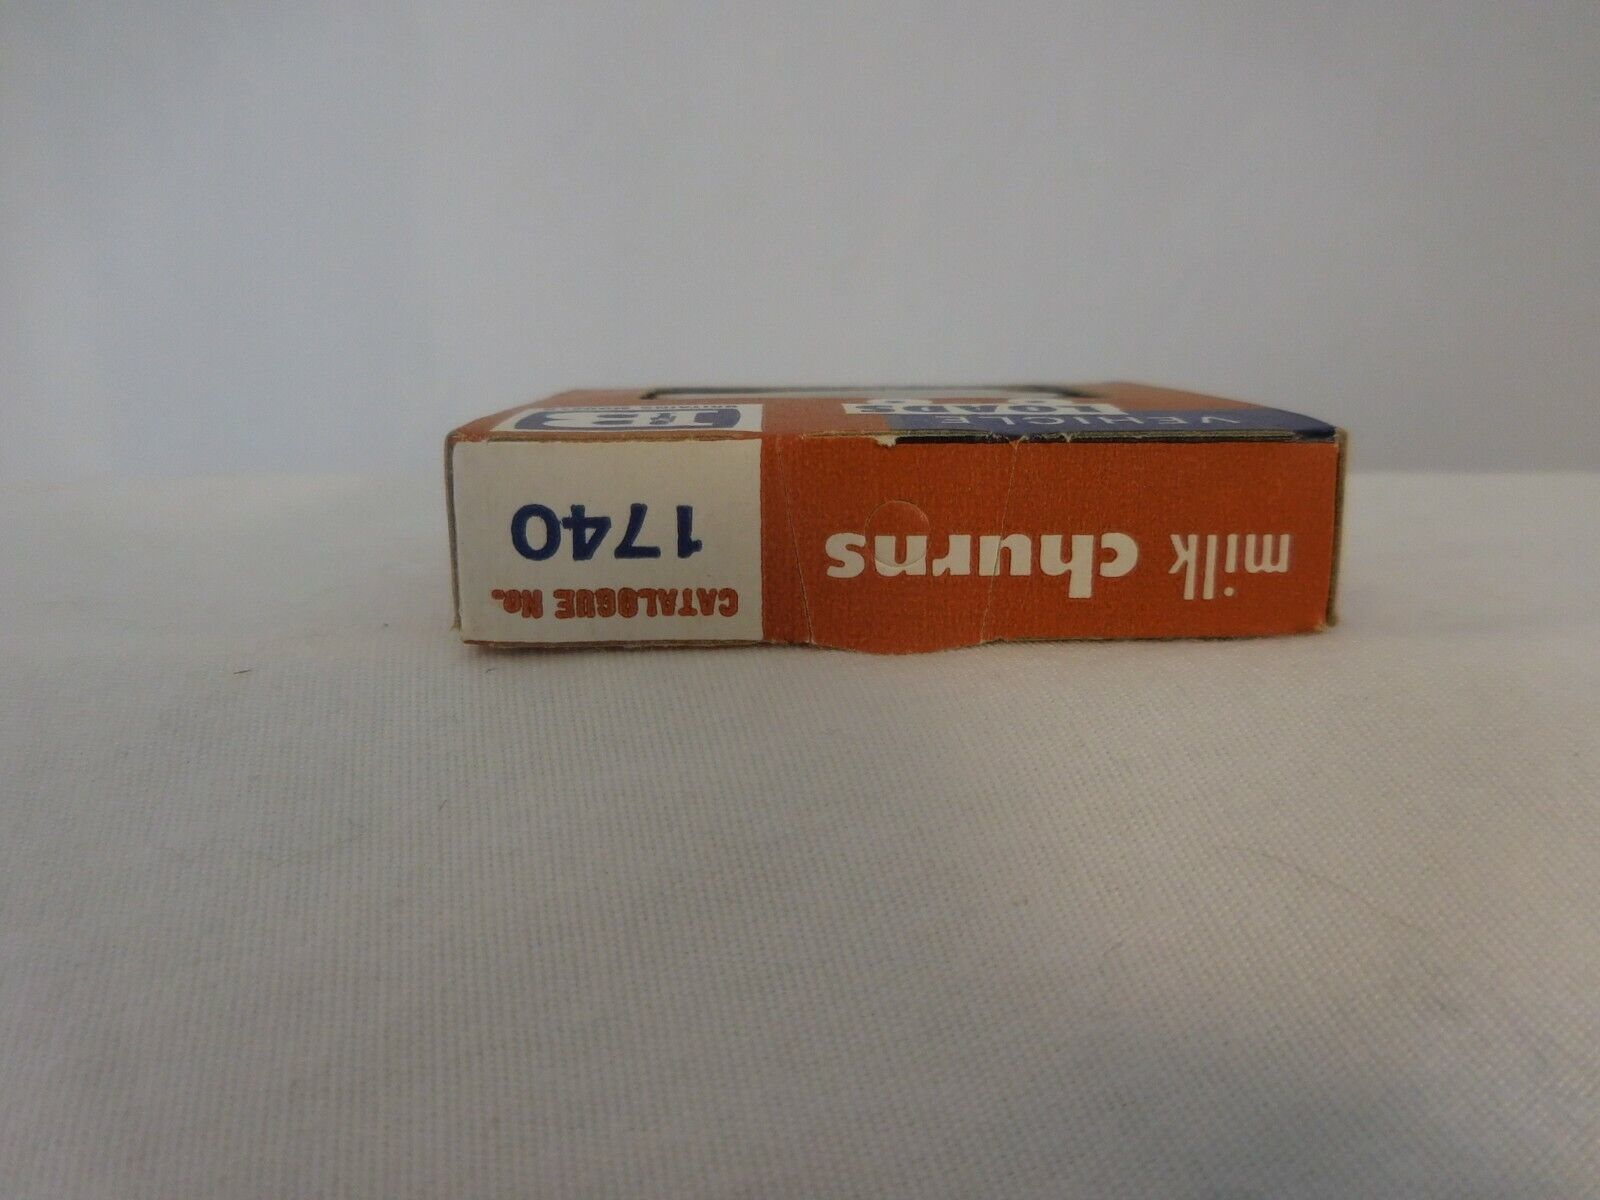 CATALOGUE No.
1740
milk churns
VEHICLE
LOADS